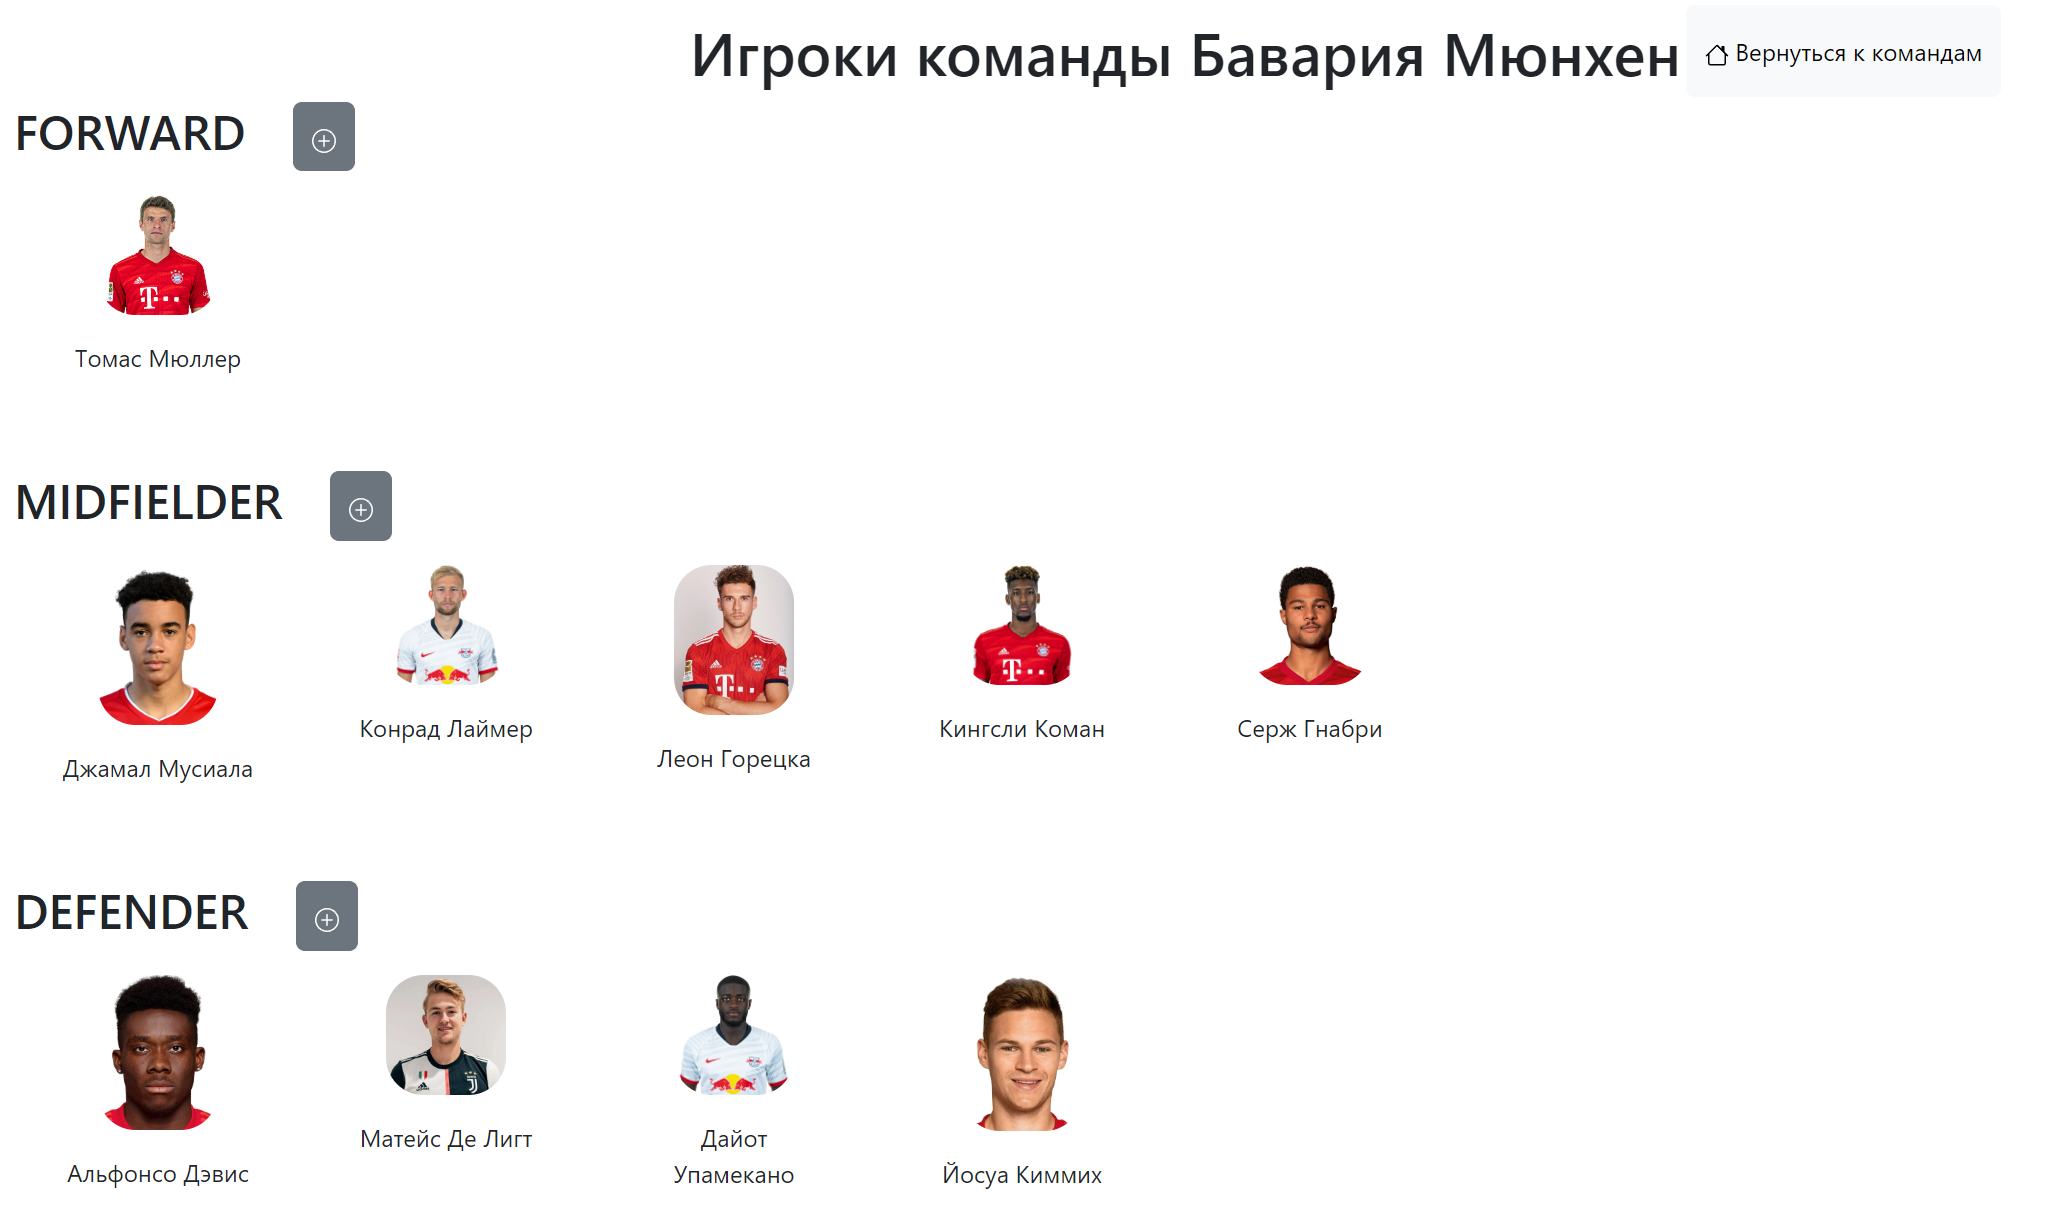 Игроки команды Бавария Мюнхен
Вернуться к командам
FORWARD
Томас Мюллер
MIDFIELDER
Джамал Мусиала
Конрад Лаймер
Леон Горецка
Кингсли Коман
Серж Гнабри
DEFENDER
Альфонсо Дэвис
Матейс Де Лигт
Дайот
Упамекано
Йосуа Киммих